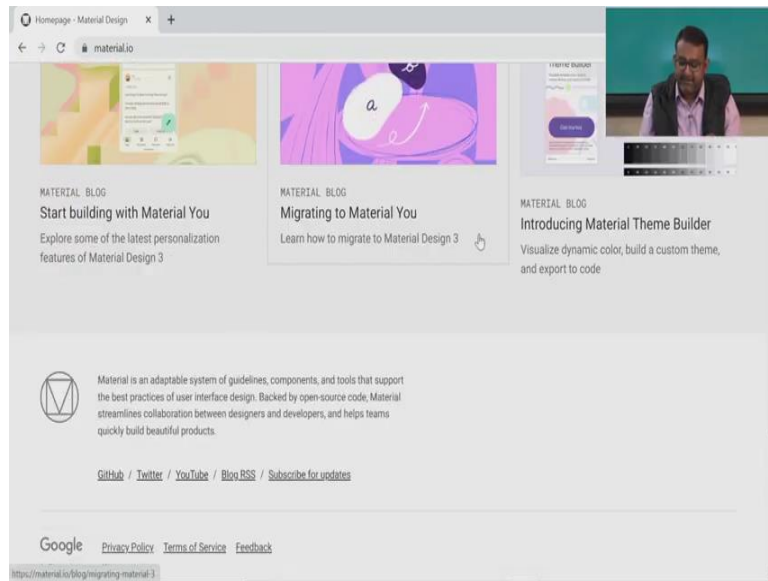 Homepage - Material Design
material.io
Theme Builder
Get started
a
b
MATERIAL BLOG
Start building with Material You
Explore some of the latest personalization
features of Material Design 3
MATERIAL BLOG
Migrating to Material You
Learn how to migrate to Material Design 3
MATERIAL BLOG
Introducing Material Theme Builder
Visualize dynamic color, build a custom theme,
and export to code
Material is an adaptable system of guidelines, components, and tools that support
the best practices of user interface design. Backed by open-source code, Material
streamlines collaboration between designers and developers, and helps teams
quickly build beautiful products.
GitHub / Twitter / YouTube / Blog RSS / Subscribe for updates
Google Privacy Policy Terms of Service Feedback
https://material.io/blog/migrating-material-3